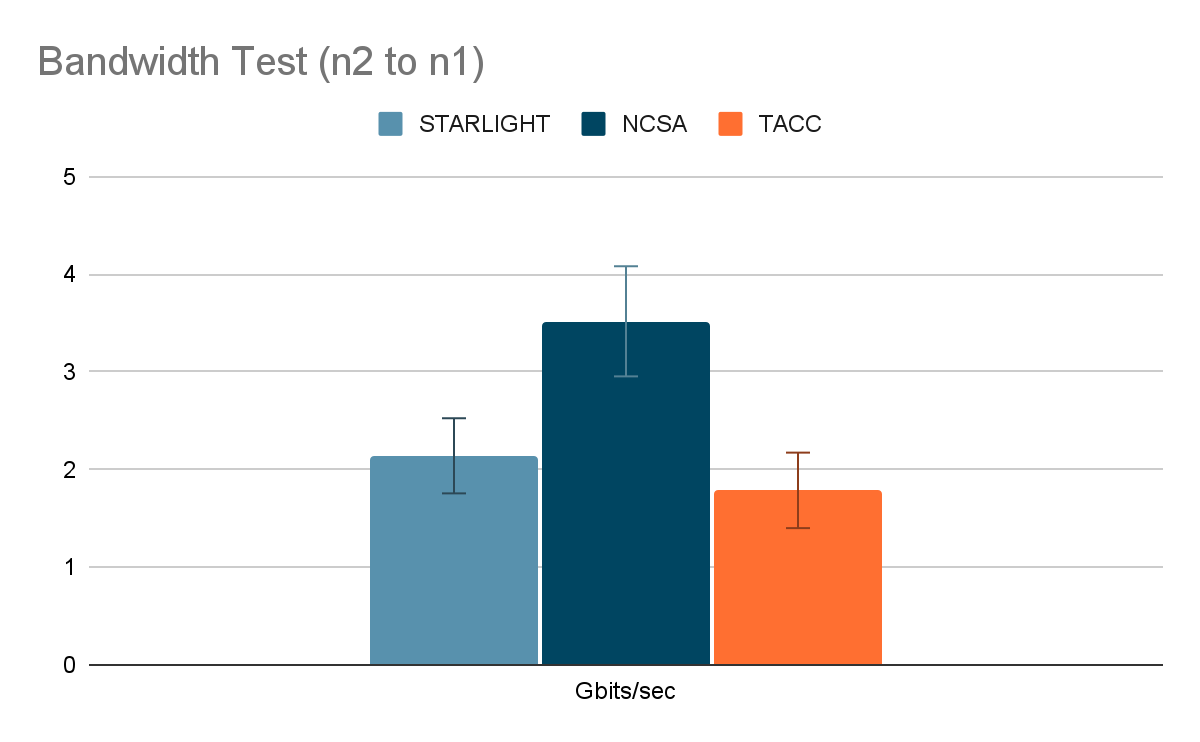 Bandwidth Test (n2 to n1)
STARLIGHT NCSA TACC
5
4
3
2
1
0
Gbits/sec